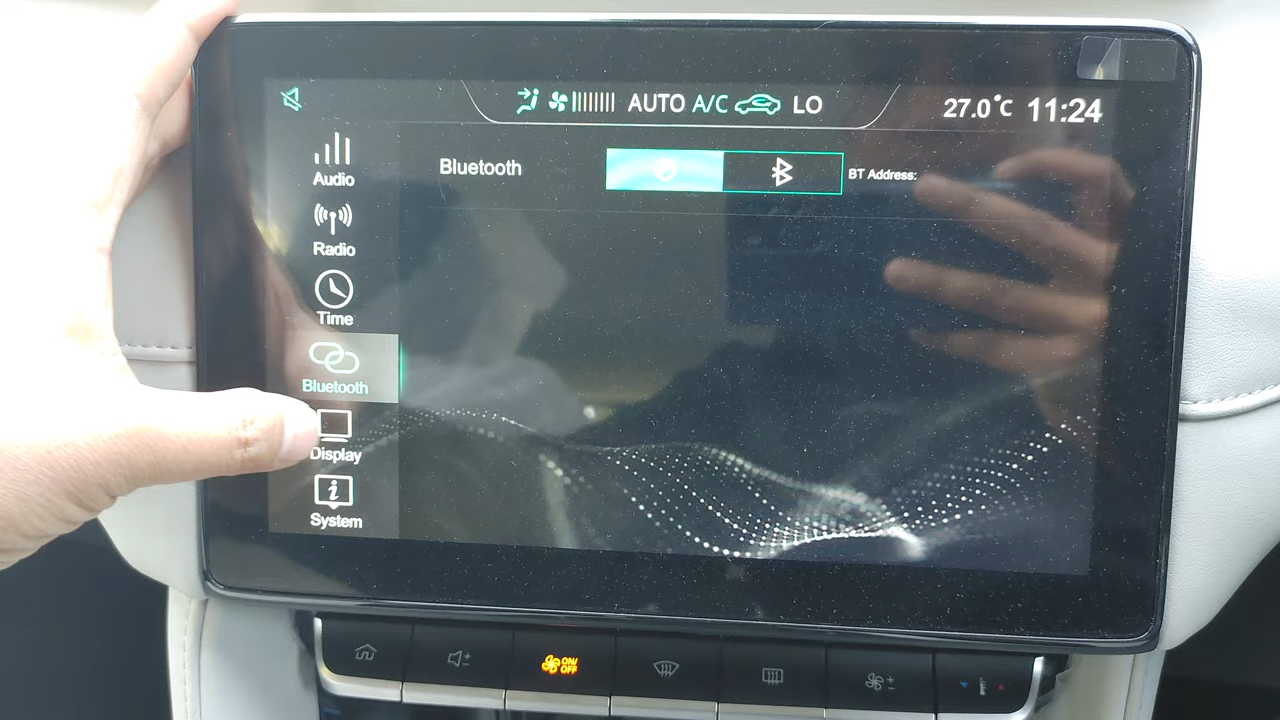 AUTO A/C LO 27.0°C 11:24
Audio
Bluetooth BT Address:
Radio
Time
Bluetooth
Display
System
ON/OFF